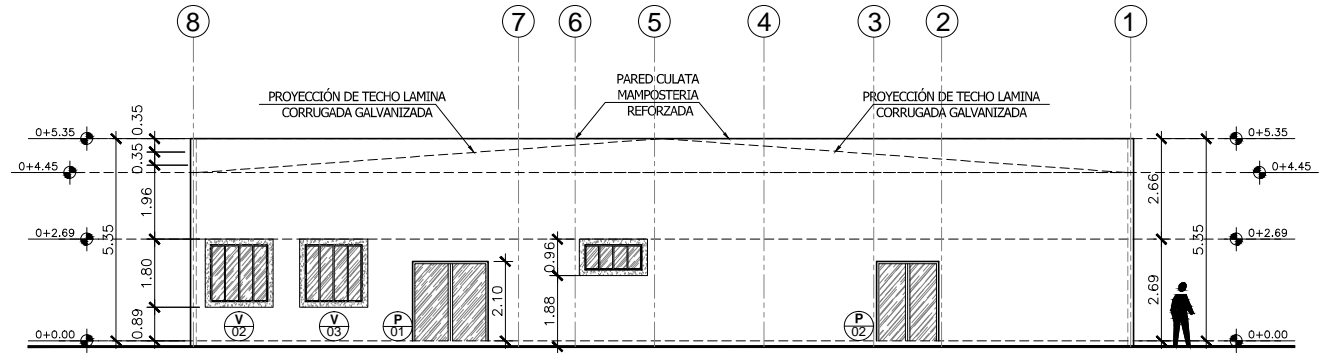 8
7
6
5
4
3
2
1
PROYECCIÓN DE TECHO LAMINA
CORRUGADA GALVANIZADA
PARED CULATA
MAMPOSTERIA
REFORZADA
PROYECCIÓN DE TECHO LAMINA
CORRUGADA GALVANIZADA
0+5.35
0+4.45
0+2.69
0+0.00
5.35
0.35
0.35
1.96
1.80
0.89
V
02
V
03
P
01
2.10
0.96
1.88
P
02
2.66
2.69
5.35
0+5.35
0+4.45
0+2.69
0+0.00